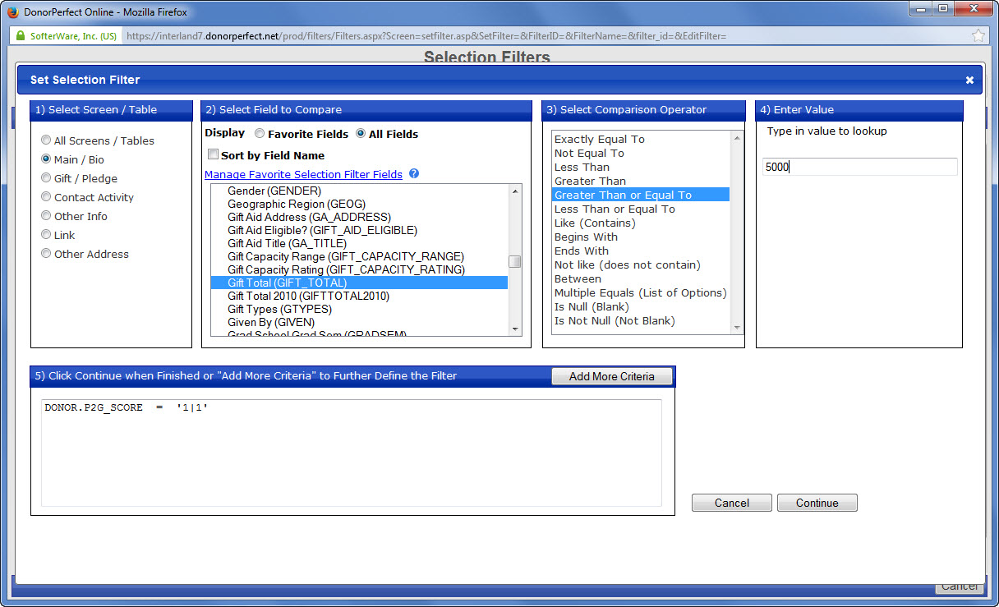 DonorPerfect Online - Mozilla Firefox
SofterWare, Inc. (US) https://interland7.donorperfect.net/prod/filters/Filters.aspx?Screen=setfilter.asp&SetFilter=&FilterID=&FilterName=&filter_id=&EditFilter=
Selection Filters
Set Selection Filter
1) Select Screen / Table
All Screens / Tables
Main / Bio
Gift / Pledge
Contact Activity
Other Info
Link
Other Address
2) Select Field to Compare
Display Favorite Fields All Fields
Sort by Field Name
Manage Favorite Selection Filter Fields ?
Gender (GENDER)
Geographic Region (GEOG)
Gift Aid Address (GA_ADDRESS)
Gift Aid Eligible? (GIFT_AID_ELIGIBLE)
Gift Aid Title (GA_TITLE)
Gift Capacity Range (GIFT_CAPACITY_RANGE)
Gift Capacity Rating (GIFT_CAPACITY_RATING)
Gift Total (GIFT_TOTAL)
Gift Total 2010 (GIFTTOTAL2010)
Gift Types (GTYPES)
Given By (GIVEN)
Grad School Grad Sem (GRADSEM)
3) Select Comparison Operator
Exactly Equal To
Not Equal To
Less Than
Greater Than
Greater Than or Equal To
Less Than or Equal To
Like (Contains)
Begins With
Ends With
Not like (does not contain)
Between
Multiple Equals (List of Options)
Is Null (Blank)
Is Not Null (Not Blank)
4) Enter Value
Type in value to lookup
5000
5) Click Continue when Finished or "Add More Criteria" to Further Define the Filter
Add More Criteria
DONOR.P2G_SCORE = '1|1'
Cancel
Continue
Cancel